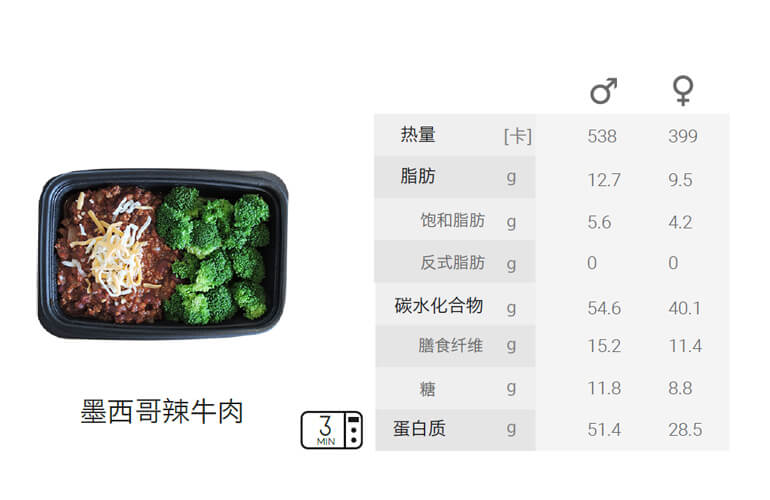 ♂ ♀
热量 [卡] 538 399
脂肪 g 12.7 9.5
饱和脂肪 g 5.6 4.2
反式脂肪 g 0 0
碳水化合物 g 54.6 40.1
膳食纤维 g 15.2 11.4
糖 g 11.8 8.8
蛋白质 g 51.4 28.5
墨西哥辣牛肉
3
MIN